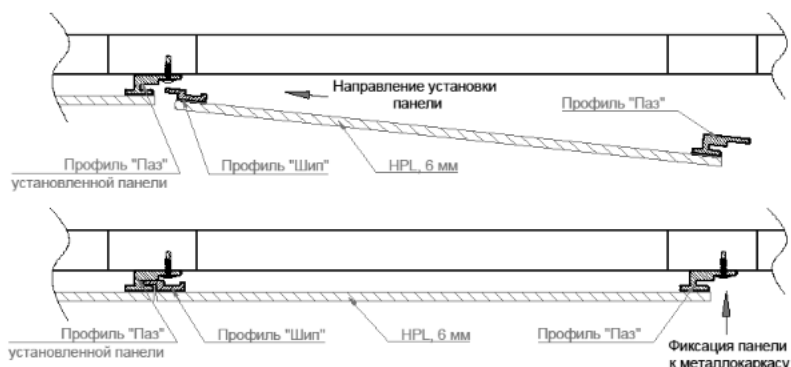 Направление установки
панели
Профиль "Паз"
Профиль "Паз"
установленной панели
Профиль "Шип"
HPL, 6 мм
Профиль "Паз"
установленной панели
Профиль "Шип"
HPL, 6 мм
Профиль "Паз"
Фиксация панели
к металлокаркасу